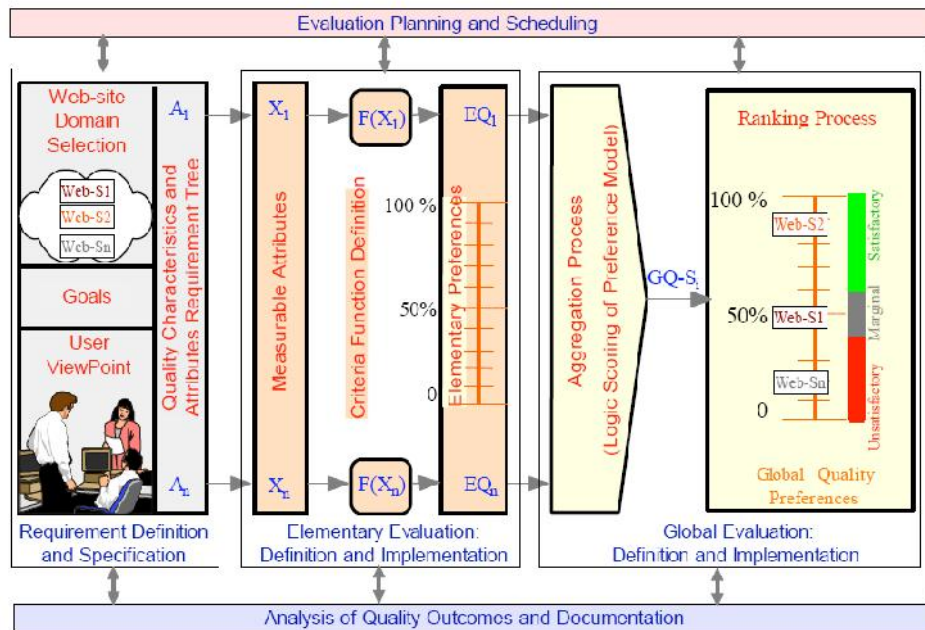 Evaluation Planning and Scheduling
Web-site
Domain
Selection
Web-S1
Web-S2
Web-Sn
Goals
User
ViewPoint
A1
Quality Characteristics and
Attributes Requirement Tree
An
Requirement Definition
and Specification
X1
Measurable Attributes
Xn
F(X1)
Criteria Function Definition
F(Xn)
EQ1
100 %
50%
0
Elementary Preferences
EQn
Elementary Evaluation:
Definition and Implementation
Aggregation Process
(Logic Scoring of Preference Model)
GQ-Si
Ranking Process
100 %
Web-S2
50%
Web-S1
Web-Sn
0
Satisfactory
Marginal
Unsatisfactory
Global Quality
Preferences
Global Evaluation:
Definition and Implementation
Analysis of Quality Outcomes and Documentation